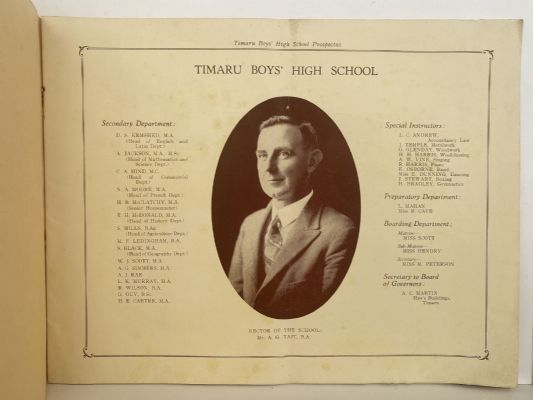 Timaru Boys' High School Prospectus
TIMARU BOYS' HIGH SCHOOL
Secondary Department:
D. S. KEMSHED, M.A.
(Head of English and
Latin Dept.)
A. JACKSON, M.A., M.Sc.
(Head of Mathematics and
Science Dept.)
C. A. HIND, M.C.
(Head of Commercial
Dept.)
S. A. MOORE, M.A.
(Head of French Dept.)
H. B. McCLATCHY, M.A.
(Senior Housemaster)
E. H. McDONALD, M.A.
(Head of History Dept.)
S. HILLS, B.Ag.
(Head of Agriculture Dept.)
M. F. LEDINGHAM, B.A.
S. BLACK, M.A.
(Head of Geography Dept.)
W. J. SCOTT, M.A.
A. G. SIMMERS, M.A.
A. J. RAE
L. K. MURRAY, M.A.
R. WILSON, B.A.
G. GUY, B.Sc.
H. E. CARTER, M.A.
RECTOR OF THE SCHOOL:
Mr. A. G. TAIT, B.A.
Special Instructors:
L. C. ANDREW,
Accountancy Law
J. TEMPLE, Metalwork
G. GLENDAY, Woodwork
H. R. HARRIS, Woolclassing
A. W. VINE, Singing
R. HARRIS, Piano
E. OSBORNE, Band
Miss E. DUNNING, Dancing
J. STEWART, Boxing
H. BRADLEY, Gymnastics
Preparatory Department:
L. MAHAN
Miss M. CAVE
Boarding Department:
Matron—
MISS SCOTT
Sub-Matron—
MISS HENDRY
Secretary—
MISS R. PETERSON
Secretary to Board
of Governors:
A. C. MARTIN
Hay's Buildings,
Timaru